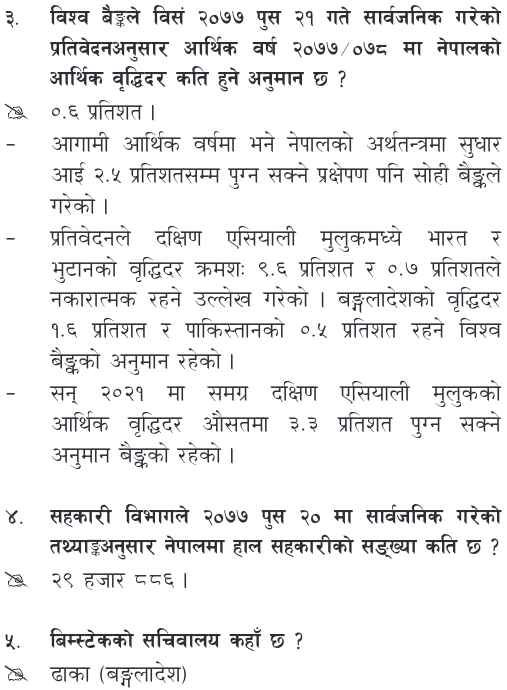 ३. विश्व बैङ्कले विसं २०७७ पुस २१ गते सार्वजनिक गरेको
प्रतिवेदनअनुसार आर्थिक वर्ष २०७७/०७८ मा नेपालको
आर्थिक वृद्धिदर कति हुने अनुमान छ ?
०.६ प्रतिशत ।
- आगामी आर्थिक वर्षमा भने नेपालको अर्थतन्त्रमा सुधार
आई २.५ प्रतिशतसम्म पुग्न सक्ने प्रक्षेपण पनि सोही बैङ्कले
गरेको ।
- प्रतिवेदनले दक्षिण एसियाली मुलुकमध्ये भारत र
भुटानको वृद्धिदर क्रमशः ९.६ प्रतिशत र ०.७ प्रतिशतले
नकारात्मक रहने उल्लेख गरेको । बङ्गलादेशको वृद्धिदर
१.६ प्रतिशत र पाकिस्तानको ०.५ प्रतिशत रहने विश्व
बैङ्कको अनुमान रहेको ।
- सन् २०२१ मा समग्र दक्षिण एसियाली मुलुकको
आर्थिक वृद्धिदर औसतमा ३.३ प्रतिशत पुग्न सक्ने
अनुमान बैङ्कको रहेको ।
४. सहकारी विभागले २०७७ पुस २० मा सार्वजनिक गरेको
तथ्याङ्कअनुसार नेपालमा हाल सहकारीको सङ्ख्या कति छ ?
२९ हजार ८८६ ।
५. बिम्स्टेकको सचिवालय कहाँ छ ?
ढाका (बङ्गलादेश)